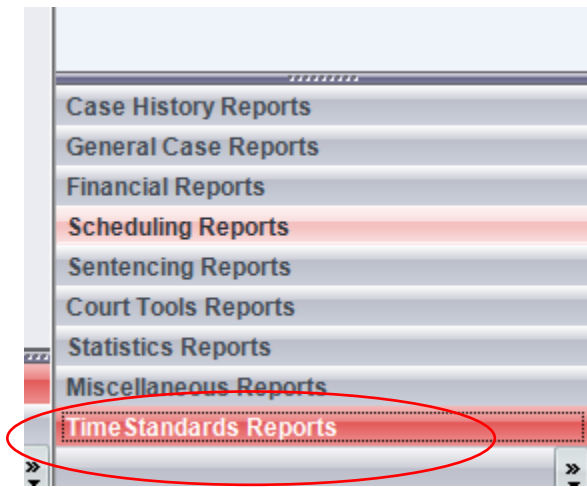 Case History Reports
General Case Reports
Financial Reports
Scheduling Reports
Sentencing Reports
Court Tools Reports
Statistics Reports
Miscellaneous Reports
TimeStandards Reports
» »